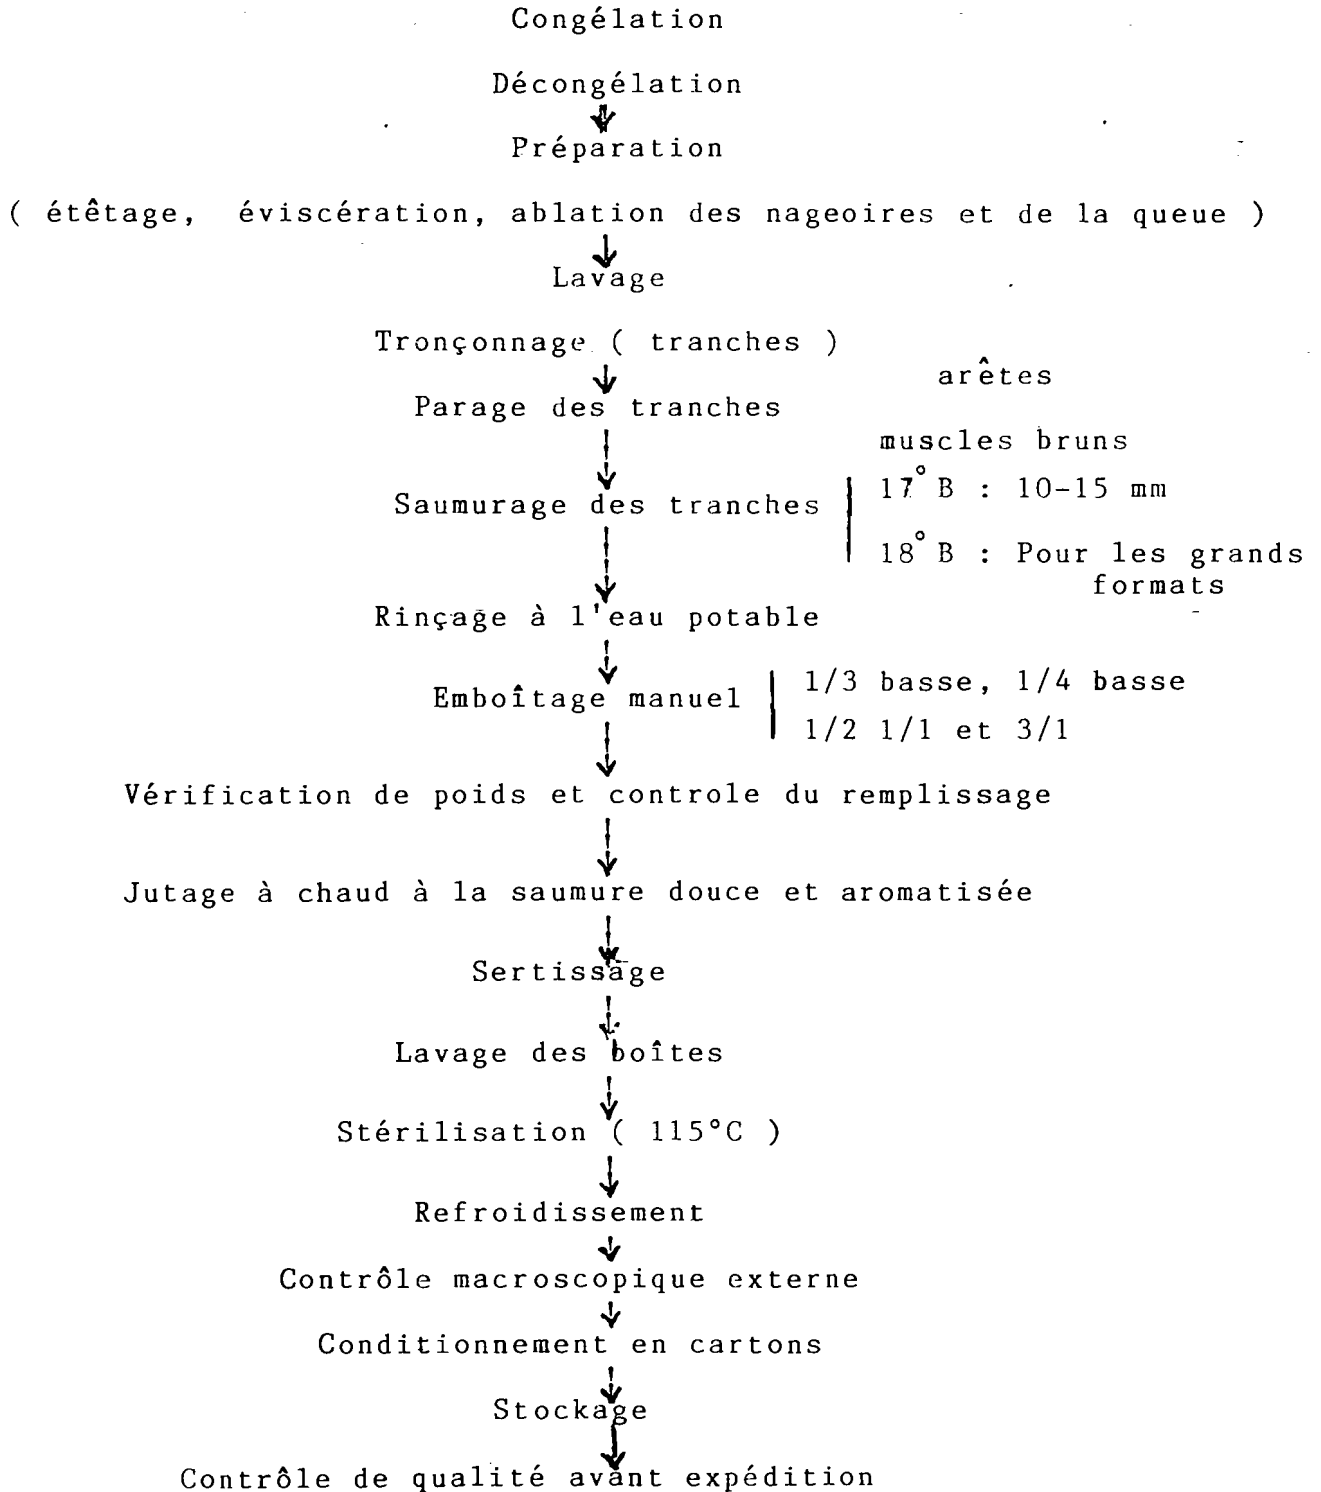 Congélation
Décongélation
Préparation
( étêtage, éviscération, ablation des nageoires et de la queue )
Lavage
Tronçonnage ( tranches )
arêtes
Parage des tranches
muscles bruns
17° B : 10-15 mm
Saumurage des tranches
18° B : Pour les grands
formats
Rinçage à l'eau potable
1/3 basse, 1/4 basse
Emboîtage manuel
1/2 1/1 et 3/1
Vérification de poids et controle du remplissage
Jutage à chaud à la saumure douce et aromatisée
Sertissage
Lavage des boîtes
Stérilisation ( 115°C )
Refroidissement
Contrôle macroscopique externe
Conditionnement en cartons
Stockage
Contrôle de qualité avant expédition